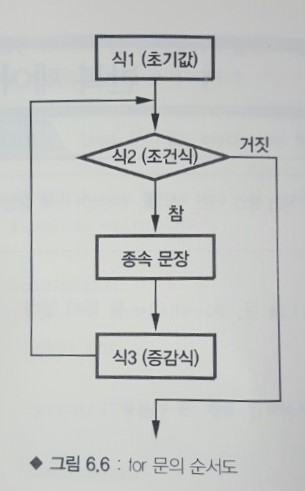 식1 (초기값)
식2 (조건식)
거짓
참
종속 문장
식3 (증감식)
◆ 그림 6.6 : for 문의 순서도